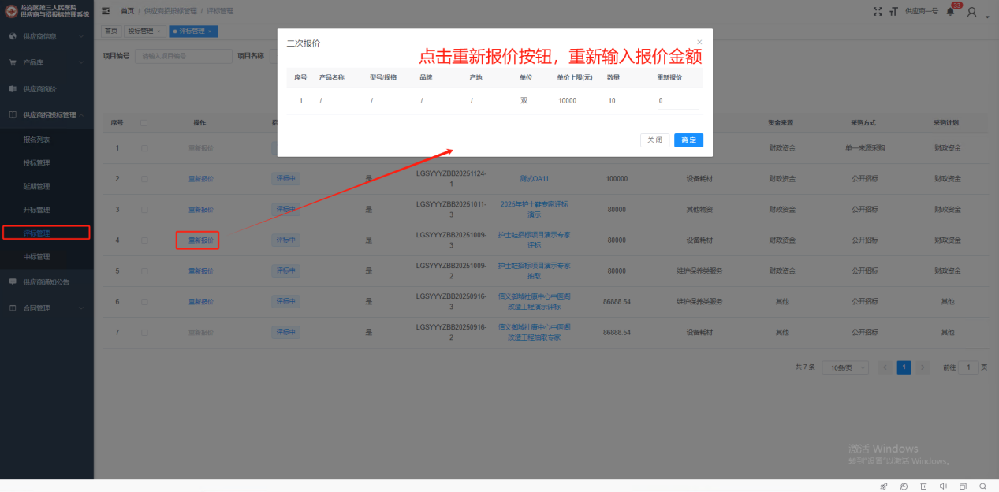 龙岗区第三人民医院
供应商与招投标管理系统
首页 / 供应商招投标管理 / 评标管理
供应商一号
33
首页
投标管理 ×
评标管理 ×
供应商信息
产品库
供应商询价
供应商招投标管理
报名列表
投标管理
延期管理
开标管理
评标管理
中标管理
供应商通知公告
合同管理
项目编号 请输入项目编号 项目名称
二次报价 ×
点击重新报价按钮，重新输入报价金额
序号 产品名称 型号/规格 品牌 产地 单位 单价上限(元) 数量 重新报价
1 / / / / 双 10000 10 0
关闭 确定
序号 操作 招 资金来源 采购方式 采购计划
1 重新报价 财政资金 单一来源采购 财政资金
2 重新报价 评标中 是 LGSYYYZBB20251124-1 测试OA11 100000 设备耗材 财政资金 公开招标 财政资金
3 重新报价 评标中 是 LGSYYYZBB20251011-3 2025年护士鞋专家评标演示 80000 其他物资 财政资金 公开招标 财政资金
4 重新报价 评标中 是 LGSYYYZBB20251009-3 护士鞋招标项目演示专家评标 80000 设备耗材 财政资金 公开招标 财政资金
5 重新报价 评标中 是 LGSYYYZBB20251009-2 护士鞋招标项目演示专家抽取 80000 维护保养类服务 财政资金 公开招标 财政资金
6 重新报价 评标中 是 LGSYYYZBB20250916-3 信义御城社康中心中医阁改造工程演示评标 86888.54 维护保养类服务 其他 公开招标 其他
7 重新报价 评标中 是 LGSYYYZBB20250916-2 信义御城社康中心中医阁改造工程抽取专家 86888.54 设备耗材 其他 公开招标 其他
共 7 条 10条/页 1 前往 1 页
激活 Windows
转到"设置"以激活 Windows。